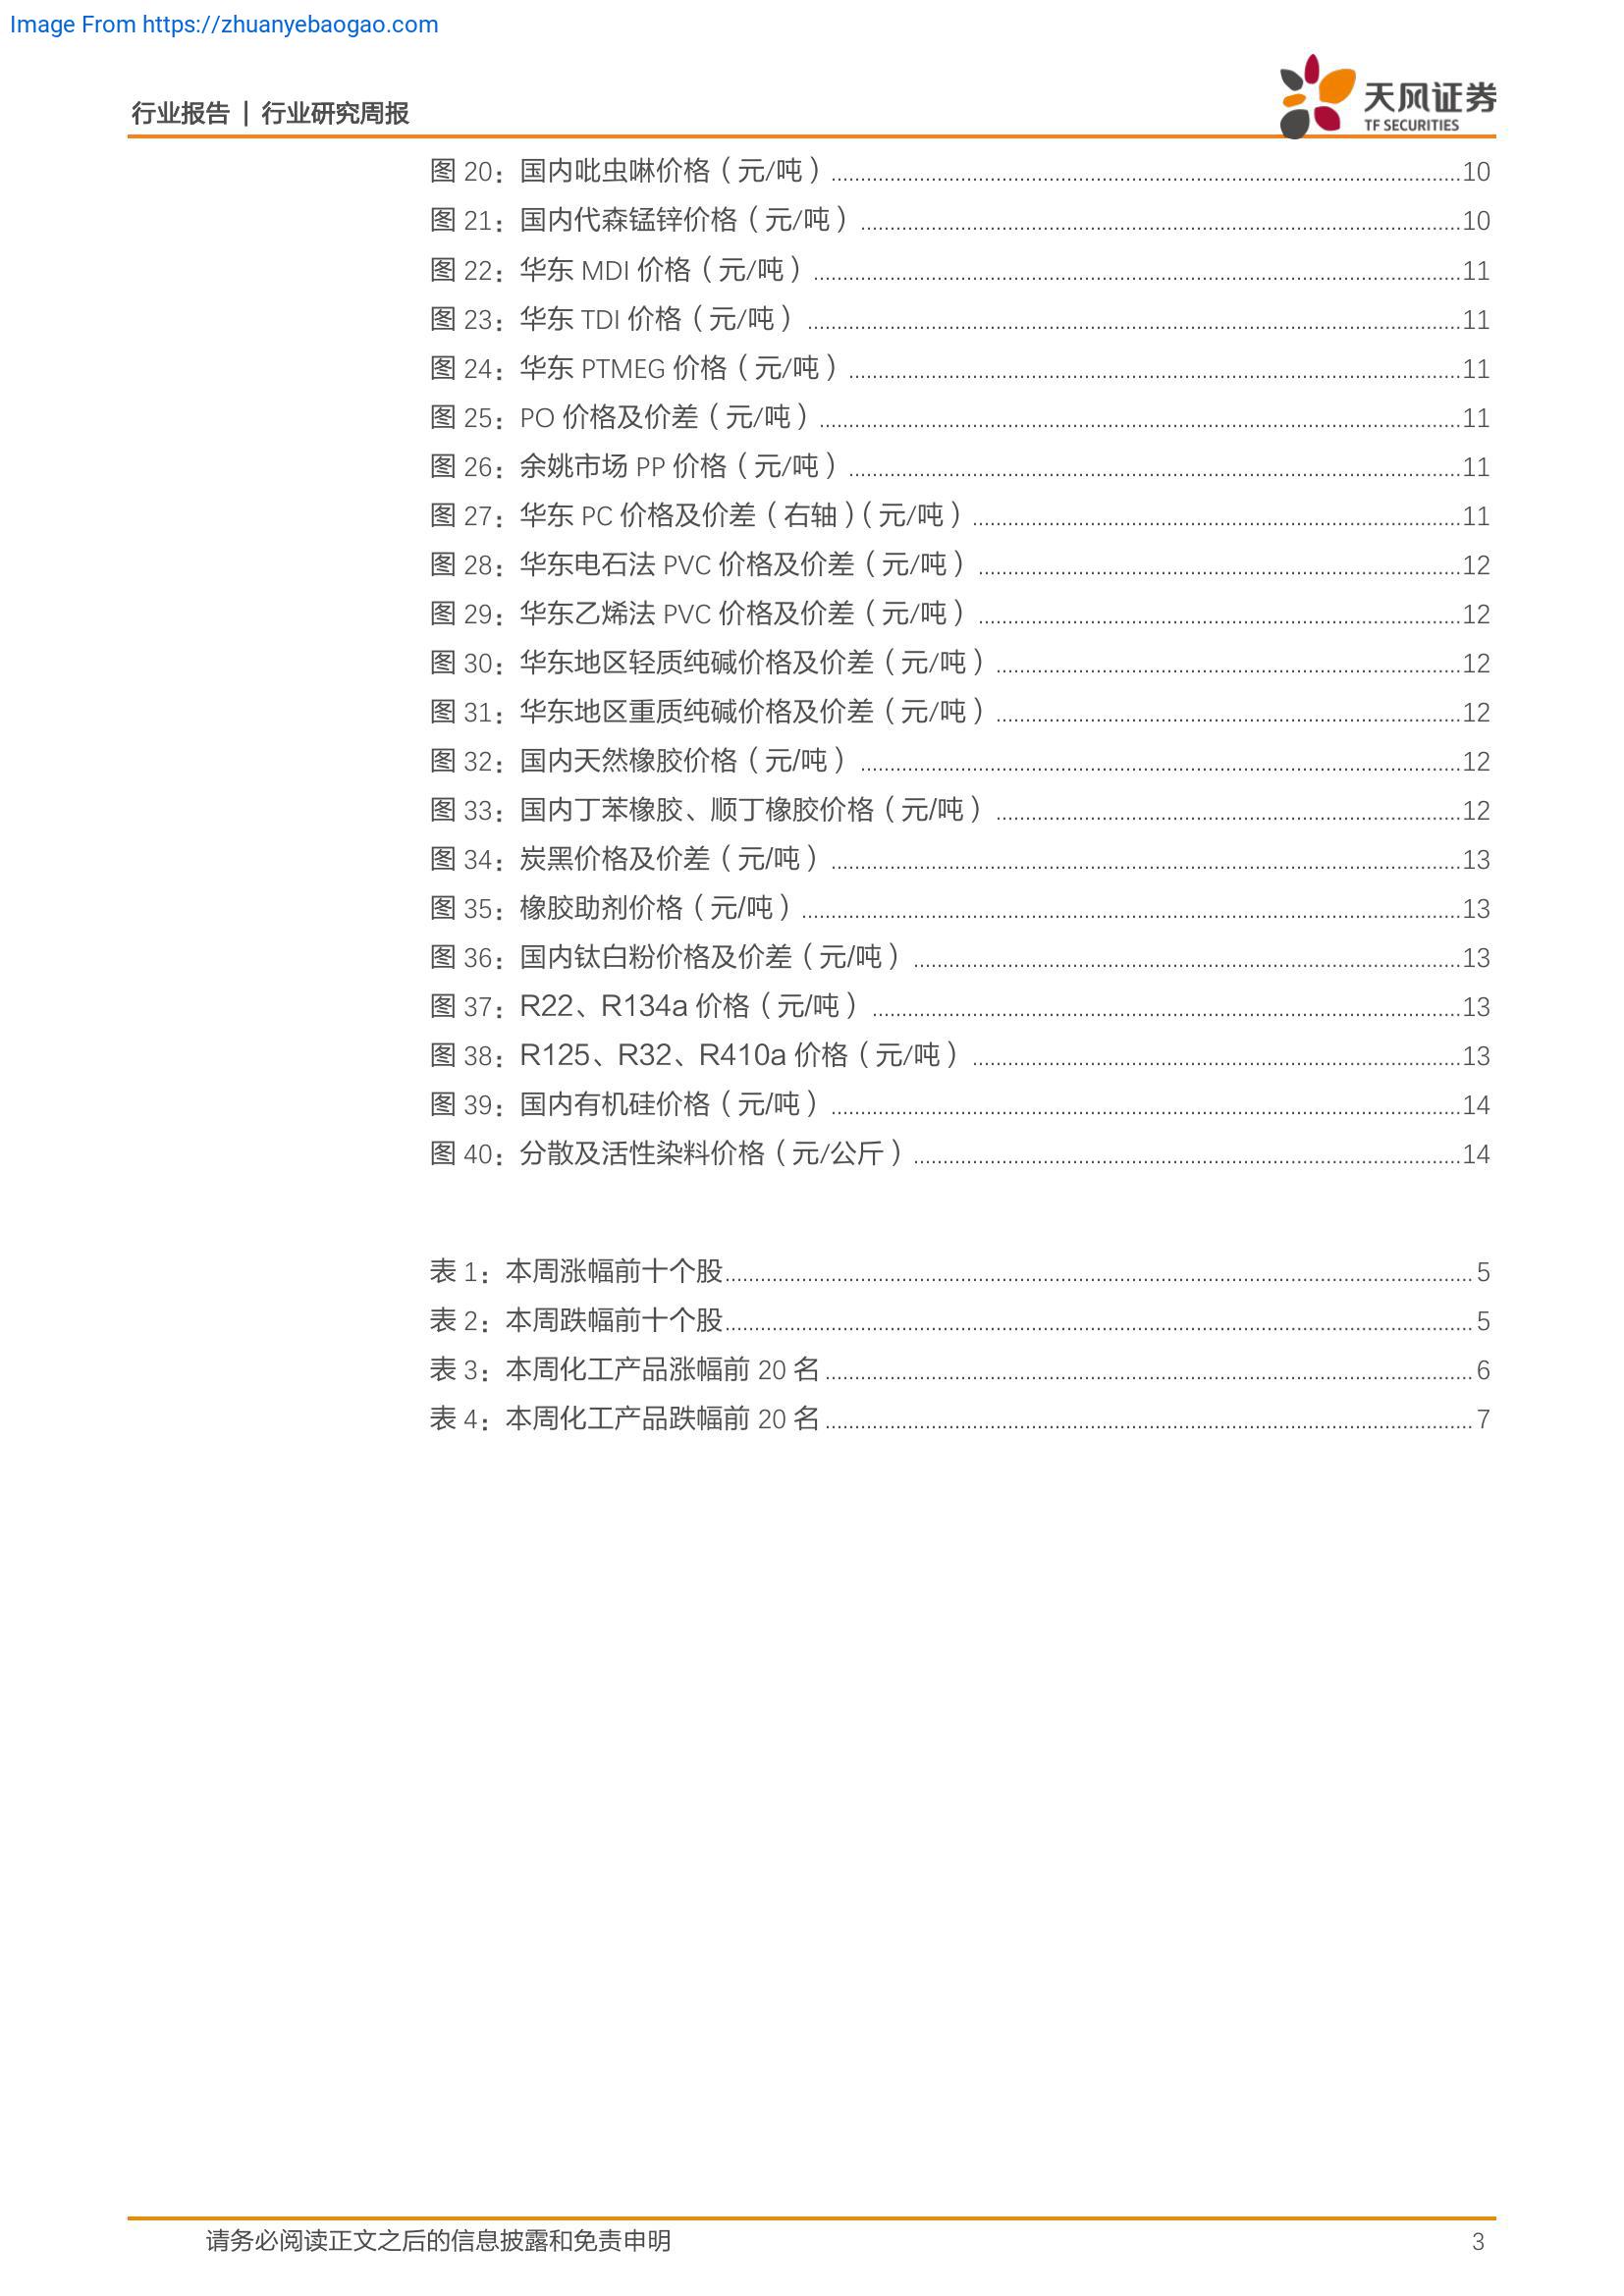 Image From https://zhuanyebaogao.com
行业报告 | 行业研究周报
天风证券
TF SECURITIES
图 20：国内吡虫啉价格（元/吨）10
图 21：国内代森锰锌价格（元/吨）10
图 22：华东 MDI 价格（元/吨）11
图 23：华东 TDI 价格（元/吨）11
图 24：华东 PTMEG 价格（元/吨）11
图 25：PO 价格及价差（元/吨）11
图 26：余姚市场 PP 价格（元/吨）11
图 27：华东 PC 价格及价差（右轴）（元/吨）11
图 28：华东电石法 PVC 价格及价差（元/吨）12
图 29：华东乙烯法 PVC 价格及价差（元/吨）12
图 30：华东地区轻质纯碱价格及价差（元/吨）12
图 31：华东地区重质纯碱价格及价差（元/吨）12
图 32：国内天然橡胶价格（元/吨）12
图 33：国内丁苯橡胶、顺丁橡胶价格（元/吨）12
图 34：炭黑价格及价差（元/吨）13
图 35：橡胶助剂价格（元/吨）13
图 36：国内钛白粉价格及价差（元/吨）13
图 37：R22、R134a 价格（元/吨）13
图 38：R125、R32、R410a 价格（元/吨）13
图 39：国内有机硅价格（元/吨）14
图 40：分散及活性染料价格（元/公斤）14
表 1：本周涨幅前十个股 5
表 2：本周跌幅前十个股 5
表 3：本周化工产品涨幅前 20 名 6
表 4：本周化工产品跌幅前 20 名 7
请务必阅读正文之后的信息披露和免责申明 3